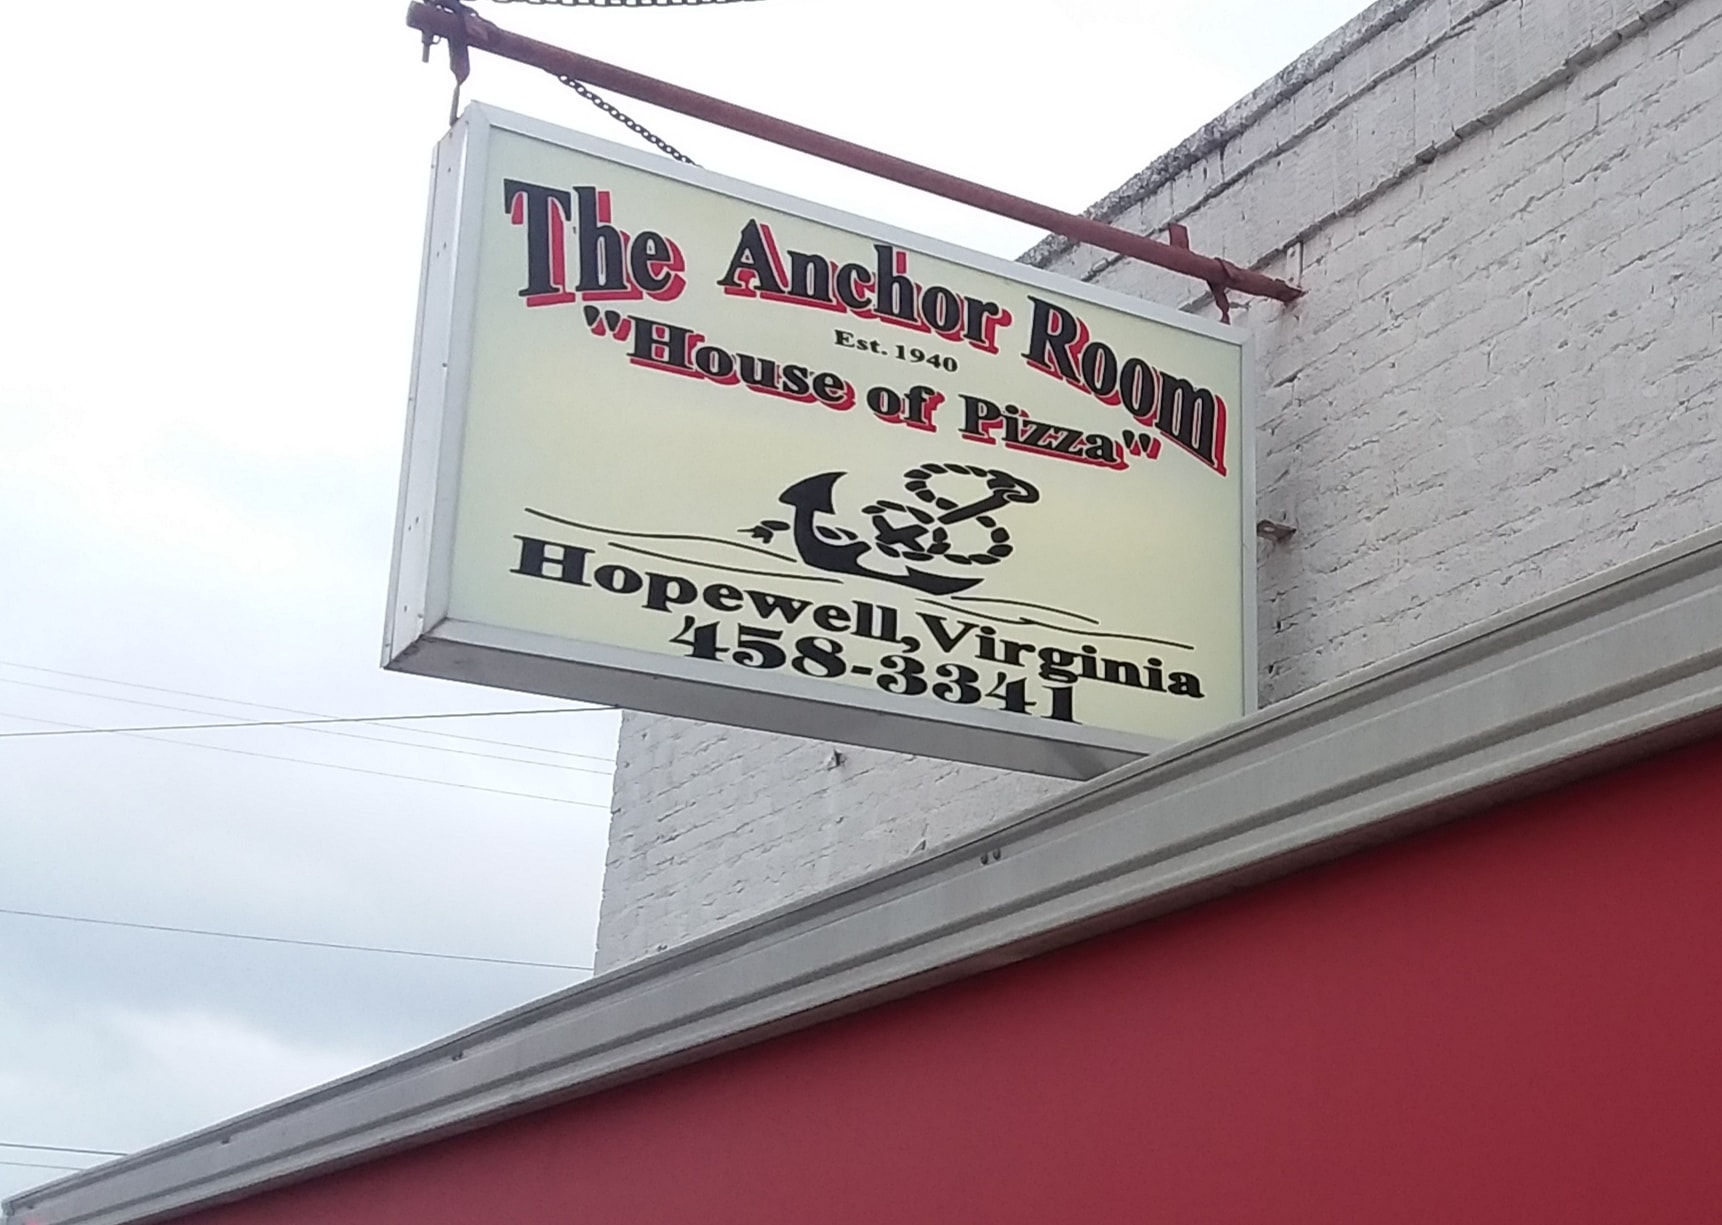 The Anchor Room
Est. 1940
"House of Pizza"
Hopewell, Virginia
458-3341